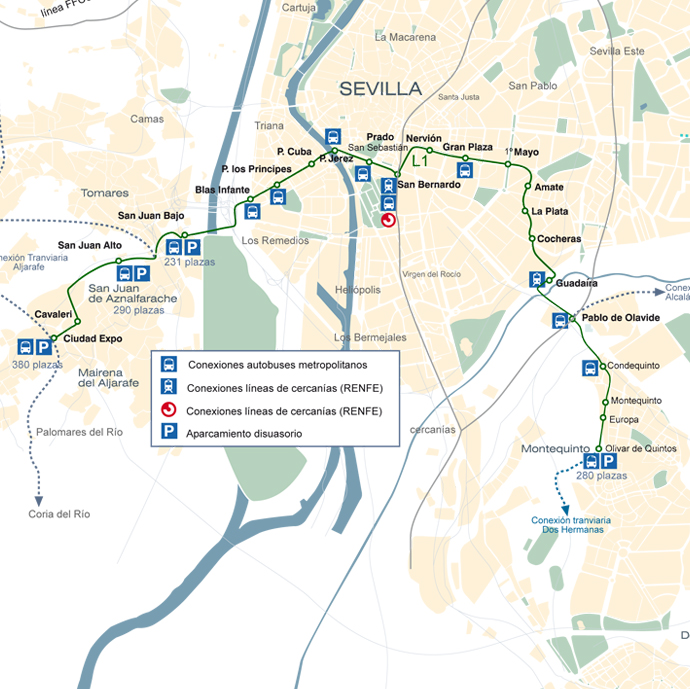 línea FFCC
Cartuja
La Macarena
Sevilla Este
SEVILLA
San Pablo
Santa Justa
Camas
Triana
Prado
San Sebastián
Nervión
Gran Plaza
1º Mayo
P. Cuba
P. Jerez
L1
P. los Principes
San Bernardo
Blas Infante
Amate
Tomares
San Juan Bajo
La Plata
Cocheras
San Juan Alto
Los Remedios
231 plazas
Conexión Tranviaria
Aljarafe
Virgen del Rocío
Guadaira
San Juan
de Aznalfarache
290 plazas
Heliópolis
Conex
Alcalá
Cavaleri
Pablo de Olavide
Ciudad Expo
Los Bermejales
380 plazas
Mairena
del Aljarafe
Conexiones autobuses metropolitanos
Conexiones líneas de cercanías (RENFE)
Conexiones líneas de cercanías (RENFE)
P Aparcamiento disuasorio
Condequinto
Montequinto
Europa
Palomares del Río
cercanías
Montequinto
Olivar de Quintos
280 plazas
Coria del Río
Conexión tranviaria
Dos Hermanas
D